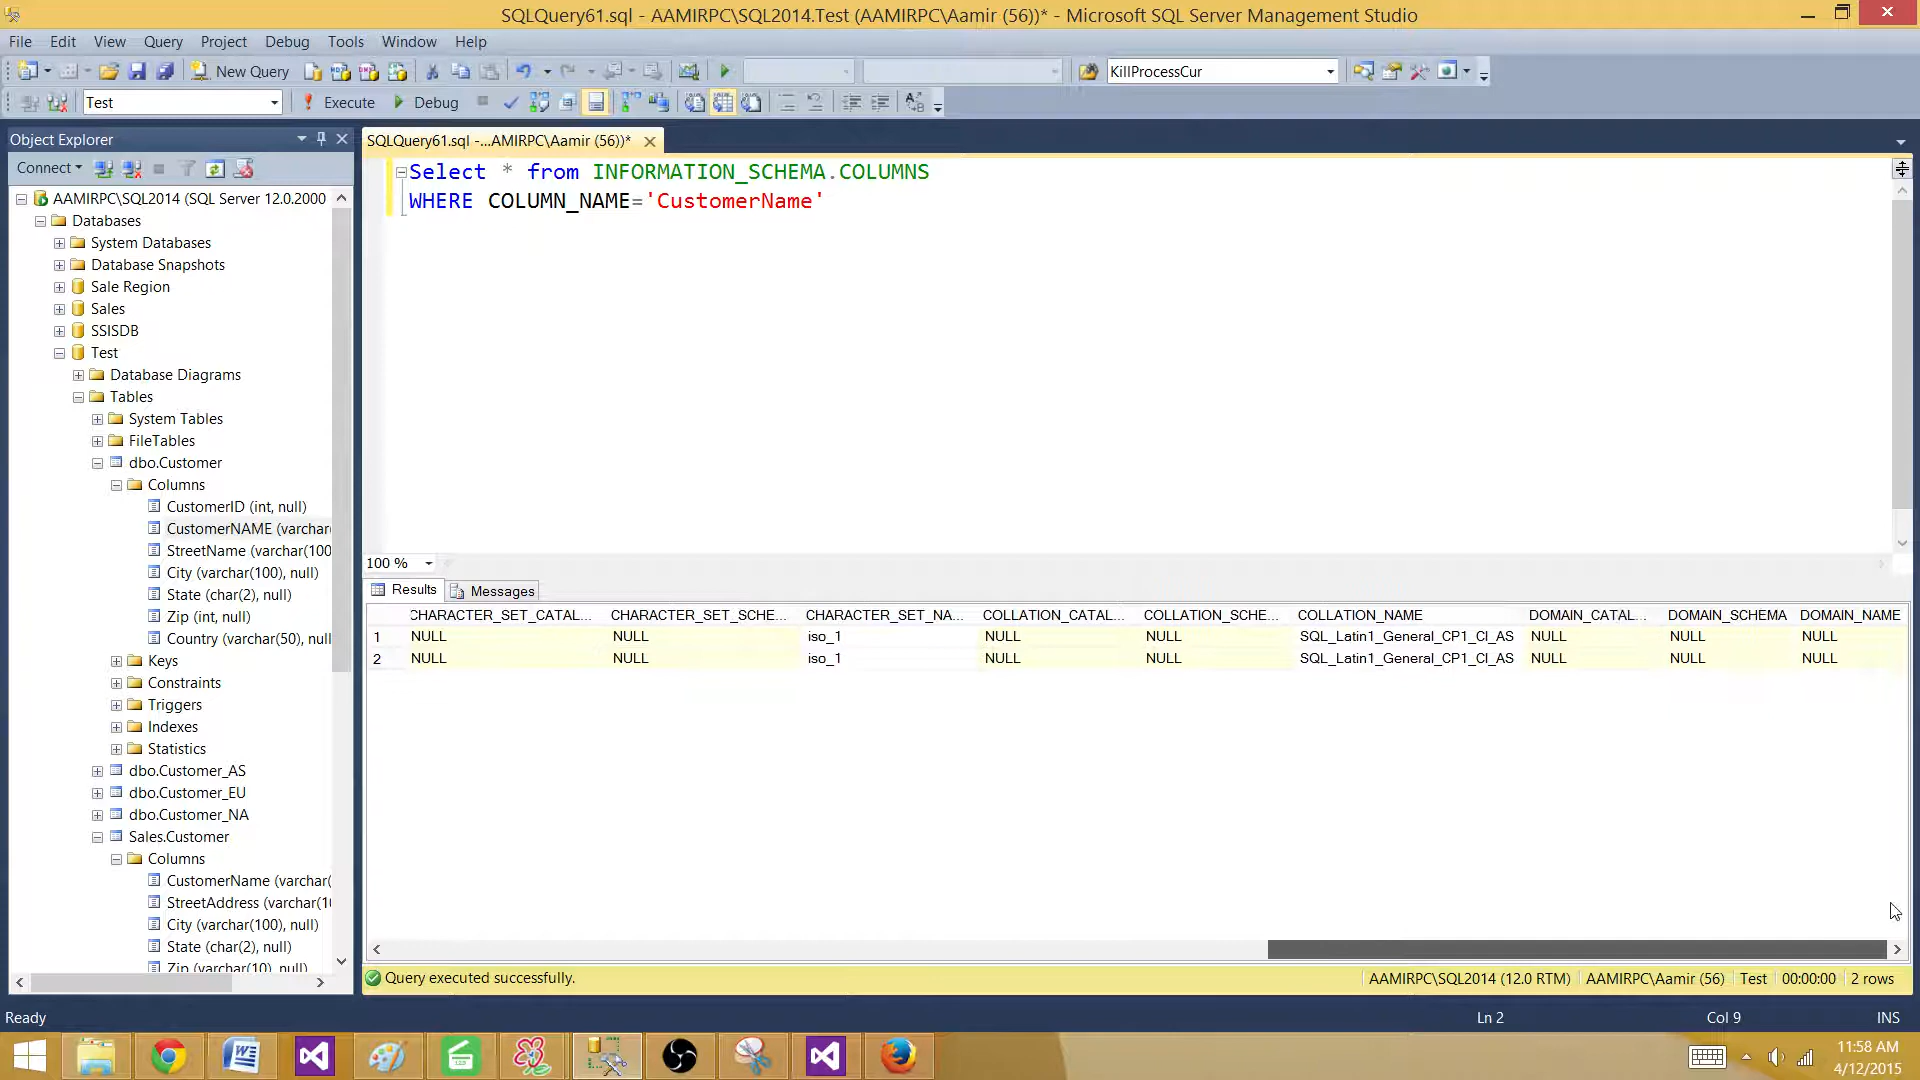 SQLQuery61.sql - AAMIRPC\SQL2014.Test (AAMIRPC\Aamir (56))* - Microsoft SQL Server Management Studio
File Edit View Query Project Debug Tools Window Help
New Query KillProcessCur
Test Execute Debug
Object Explorer
Connect
AAMIRPC\SQL2014 (SQL Server 12.0.2000
Databases
System Databases
Database Snapshots
Sale Region
Sales
SSISDB
Test
Database Diagrams
Tables
System Tables
FileTables
dbo.Customer
Columns
CustomerID (int, null)
CustomerNAME (varchar(
StreetName (varchar(100
City (varchar(100), null)
State (char(2), null)
Zip (int, null)
Country (varchar(50), null
Keys
Constraints
Triggers
Indexes
Statistics
dbo.Customer_AS
dbo.Customer_EU
dbo.Customer_NA
Sales.Customer
Columns
CustomerName (varchar(
StreetAddress (varchar(1
City (varchar(100), null)
State (char(2), null)
Zip (varchar(10), null)
SQLQuery61.sql -...AMIRPC\Aamir (56))*
Select * from INFORMATION_SCHEMA.COLUMNS
WHERE COLUMN_NAME='CustomerName'
100 %
Results Messages
CHARACTER_SET_CATAL... CHARACTER_SET_SCHE... CHARACTER_SET_NA... COLLATION_CATAL... COLLATION_SCHE... COLLATION_NAME DOMAIN_CATAL... DOMAIN_SCHEMA DOMAIN_NAME
1 NULL NULL iso_1 NULL NULL SQL_Latin1_General_CP1_CI_AS NULL NULL NULL
2 NULL NULL iso_1 NULL NULL SQL_Latin1_General_CP1_CI_AS NULL NULL NULL
Query executed successfully. AAMIRPC\SQL2014 (12.0 RTM) AAMIRPC\Aamir (56) Test 00:00:00 2 rows
Ready Ln 2 Col 9 INS
11:58 AM
4/12/2015